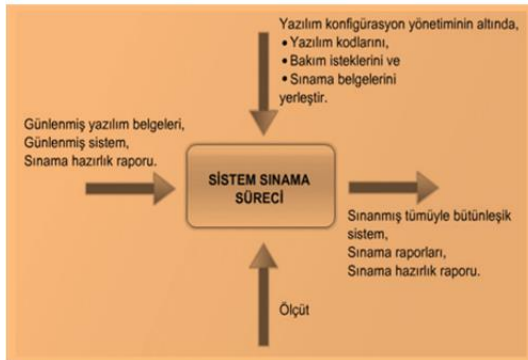 Yazılım konfigürasyon yönetiminin altında,
• Yazılım kodlarını,
• Bakım isteklerini ve
• Sınama belgelerini
yerleştir.
Günlenmiş yazılım belgeleri,
Günlenmiş sistem,
Sınama hazırlık raporu.
SİSTEM SINAMA
SÜRECİ
Sınanmış tümüyle bütünleşik
sistem,
Sınama raporları,
Sınama hazırlık raporu.
Ölçüt